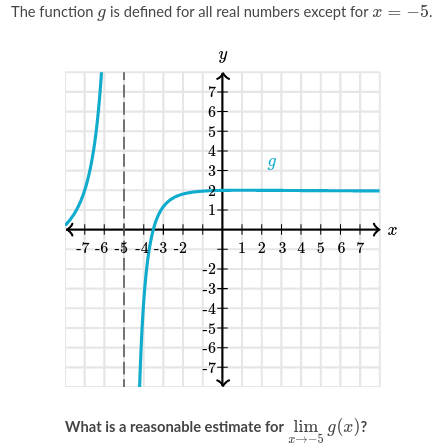 The function g is defined for all real numbers except for x = −5.
y
7
6
5
4
3
2
1
g
x
-7 -6 -5 -4 -3 -2 1 2 3 4 5 6 7
-2
-3
-4
-5
-6
-7
What is a reasonable estimate for lim x→−5 g(x)?